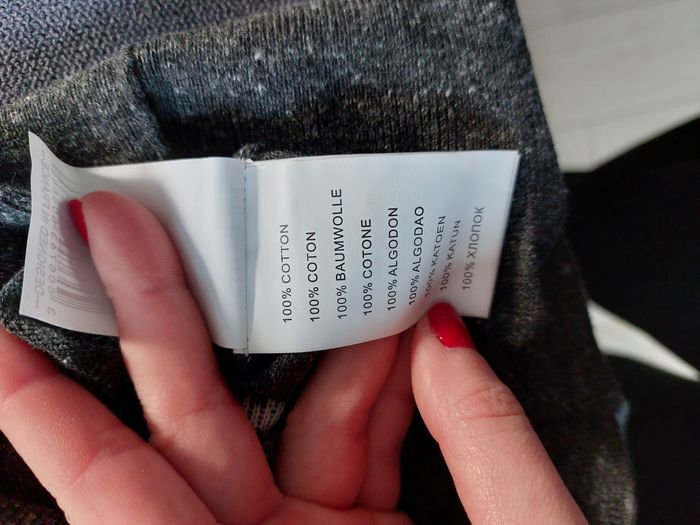 100% COTTON
100% COTON
100% BAUMWOLLE
100% COTONE
100% ALGODON
100% ALGODAO
100% KATOEN
100% KATUN
100% ХЛОПОК